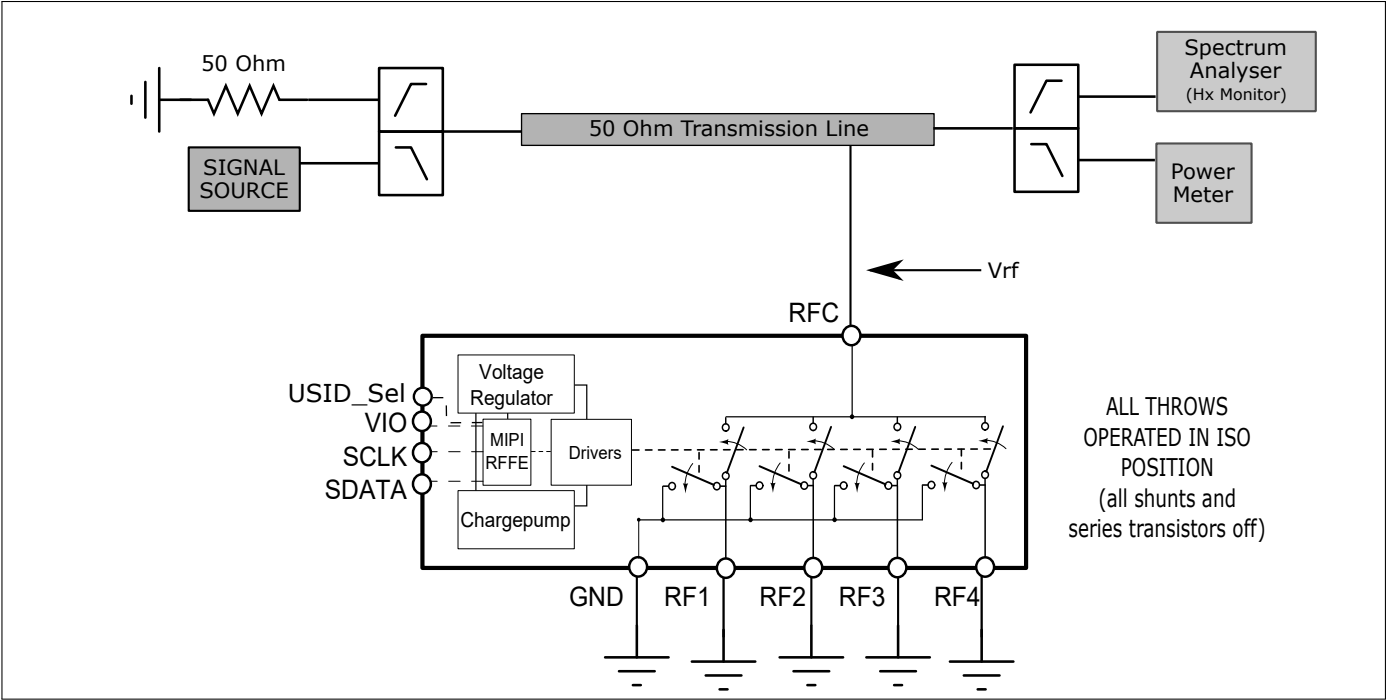 50 Ohm
SIGNAL
SOURCE
50 Ohm Transmission Line
Spectrum
Analyser
(Hx Monitor)
Power
Meter
Vrf
RFC
USID_Sel
VIO
SCLK
SDATA
Voltage
Regulator
MIPI
RFFE
Drivers
Chargepump
ALL THROWS
OPERATED IN ISO
POSITION
(all shunts and
series transistors off)
GND
RF1
RF2
RF3
RF4